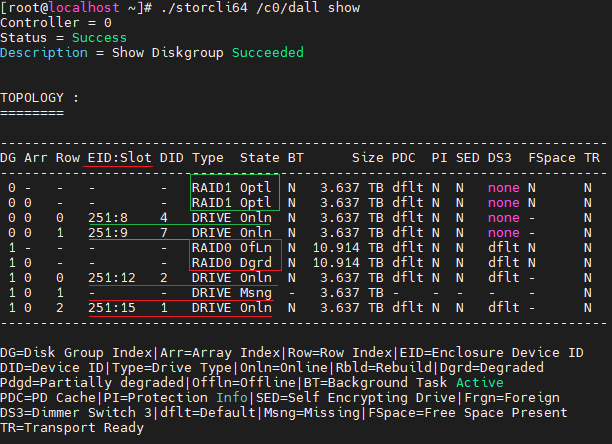 [root@localhost ~]# ./storcli64 /c0/dall show
Controller = 0
Status = Success
Description = Show Diskgroup Succeeded
TOPOLOGY :
========
-----------------------------------------------------------------------------
DG Arr Row EID:Slot DID Type State BT Size PDC PI SED DS3 FSpace TR
-----------------------------------------------------------------------------
0 - - - - RAID1 Optl N 3.637 TB dflt N N none N N
0 0 - - - RAID1 Optl N 3.637 TB dflt N N none N N
0 0 0 251:8 4 DRIVE Onln N 3.637 TB dflt N N none - N
0 0 1 251:9 7 DRIVE Onln N 3.637 TB dflt N N none - N
1 - - - - RAID0 OfLn N 10.914 TB dflt N N dflt N N
1 0 - - - RAID0 Dgrd N 10.914 TB dflt N N dflt N N
1 0 0 251:12 2 DRIVE Onln N 3.637 TB dflt N N dflt - N
1 0 1 - - DRIVE Msng - 3.637 TB - - - - - N
1 0 2 251:15 1 DRIVE Onln N 3.637 TB dflt N N dflt - N
-----------------------------------------------------------------------------
DG=Disk Group Index|Arr=Array Index|Row=Row Index|EID=Enclosure Device ID
DID=Device ID|Type=Drive Type|Onln=Online|Rbld=Rebuild|Dgrd=Degraded
Pdgd=Partially degraded|Offln=Offline|BT=Background Task Active
PDC=PD Cache|PI=Protection Info|SED=Self Encrypting Drive|Frgn=Foreign
DS3=Dimmer Switch 3|dflt=Default|Msng=Missing|FSpace=Free Space Present
TR=Transport Ready